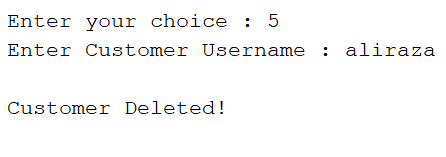 Enter your choice : 5
Enter Customer Username : aliraza
Customer Deleted!